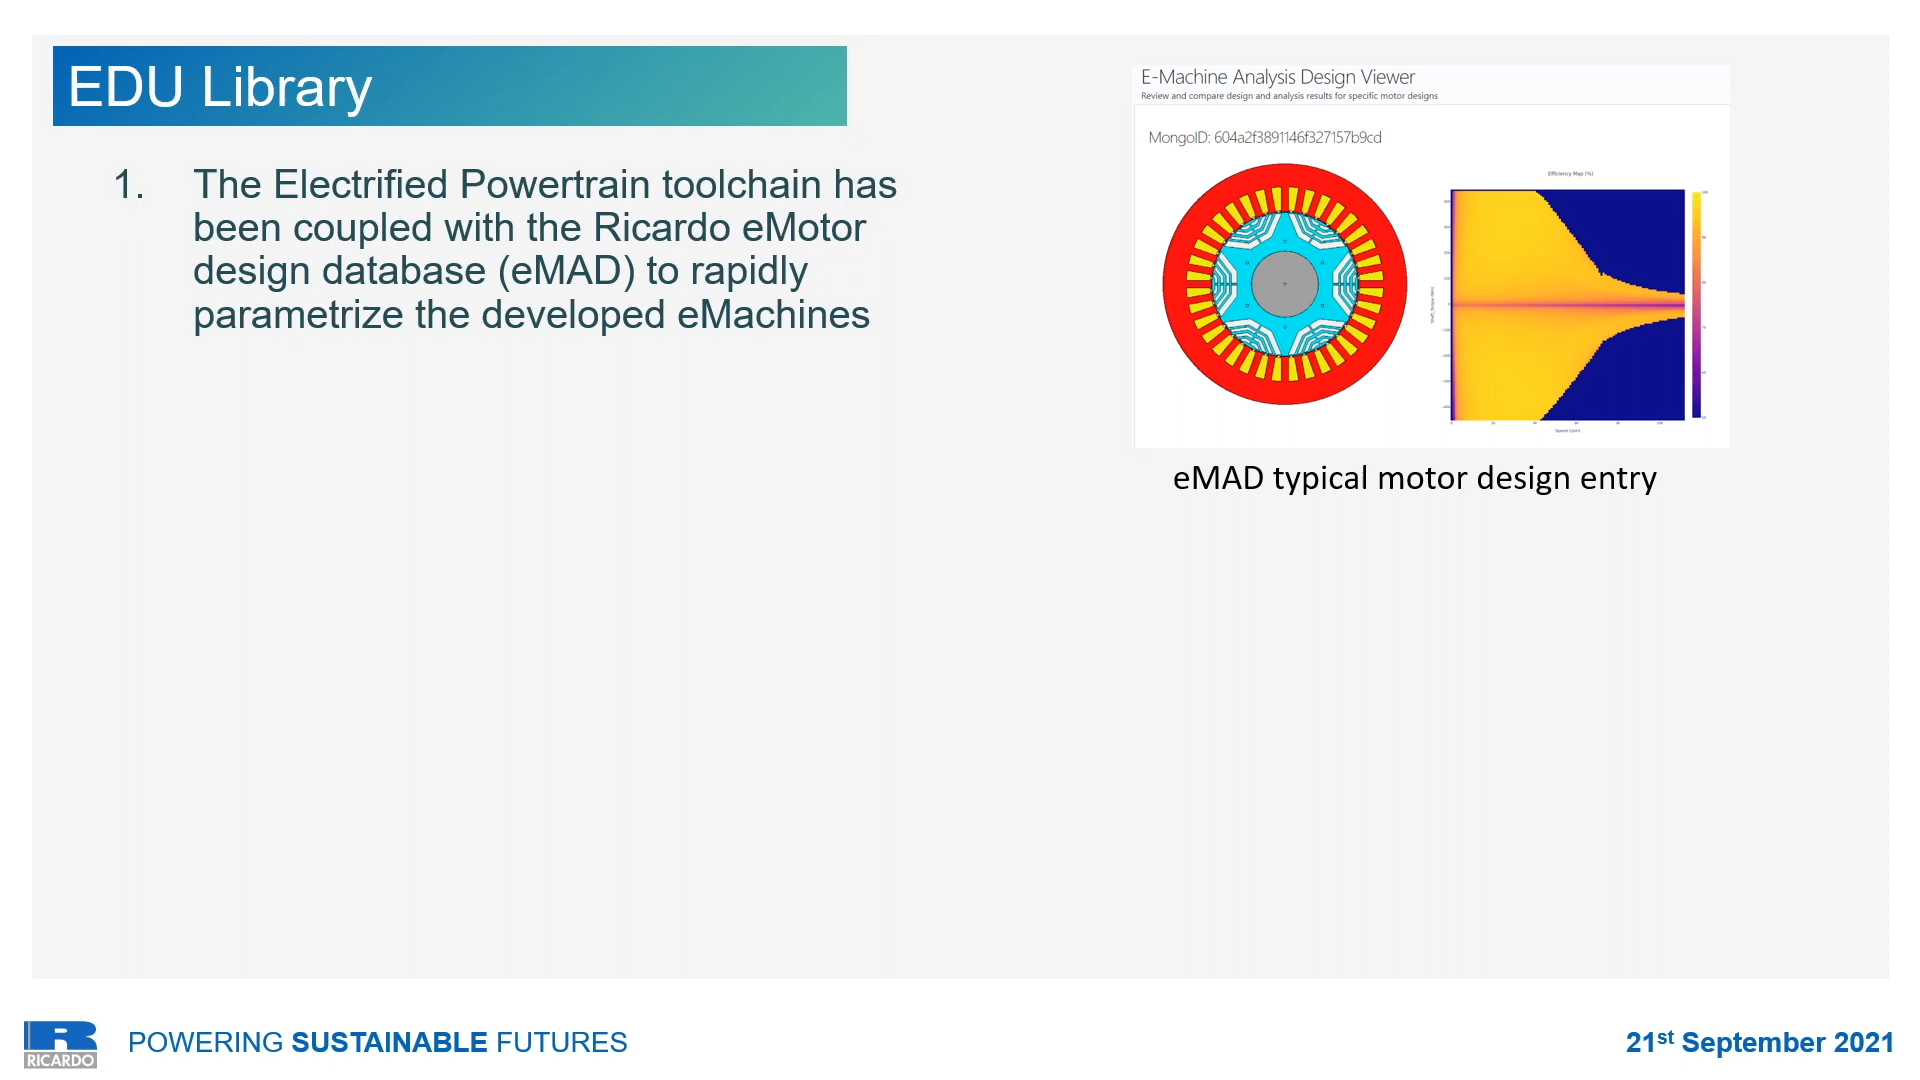 EDU Library
1. The Electrified Powertrain toolchain has
been coupled with the Ricardo eMotor
design database (eMAD) to rapidly
parametrize the developed eMachines
E-Machine Analysis Design Viewer
Review and compare design and analysis results for specific motor designs
MongoID: 604a2f3891146f327157b9cd
Efficiency Map (%)
Speed (rpm)
eMAD typical motor design entry
RICARDO
POWERING SUSTAINABLE FUTURES
21st September 2021